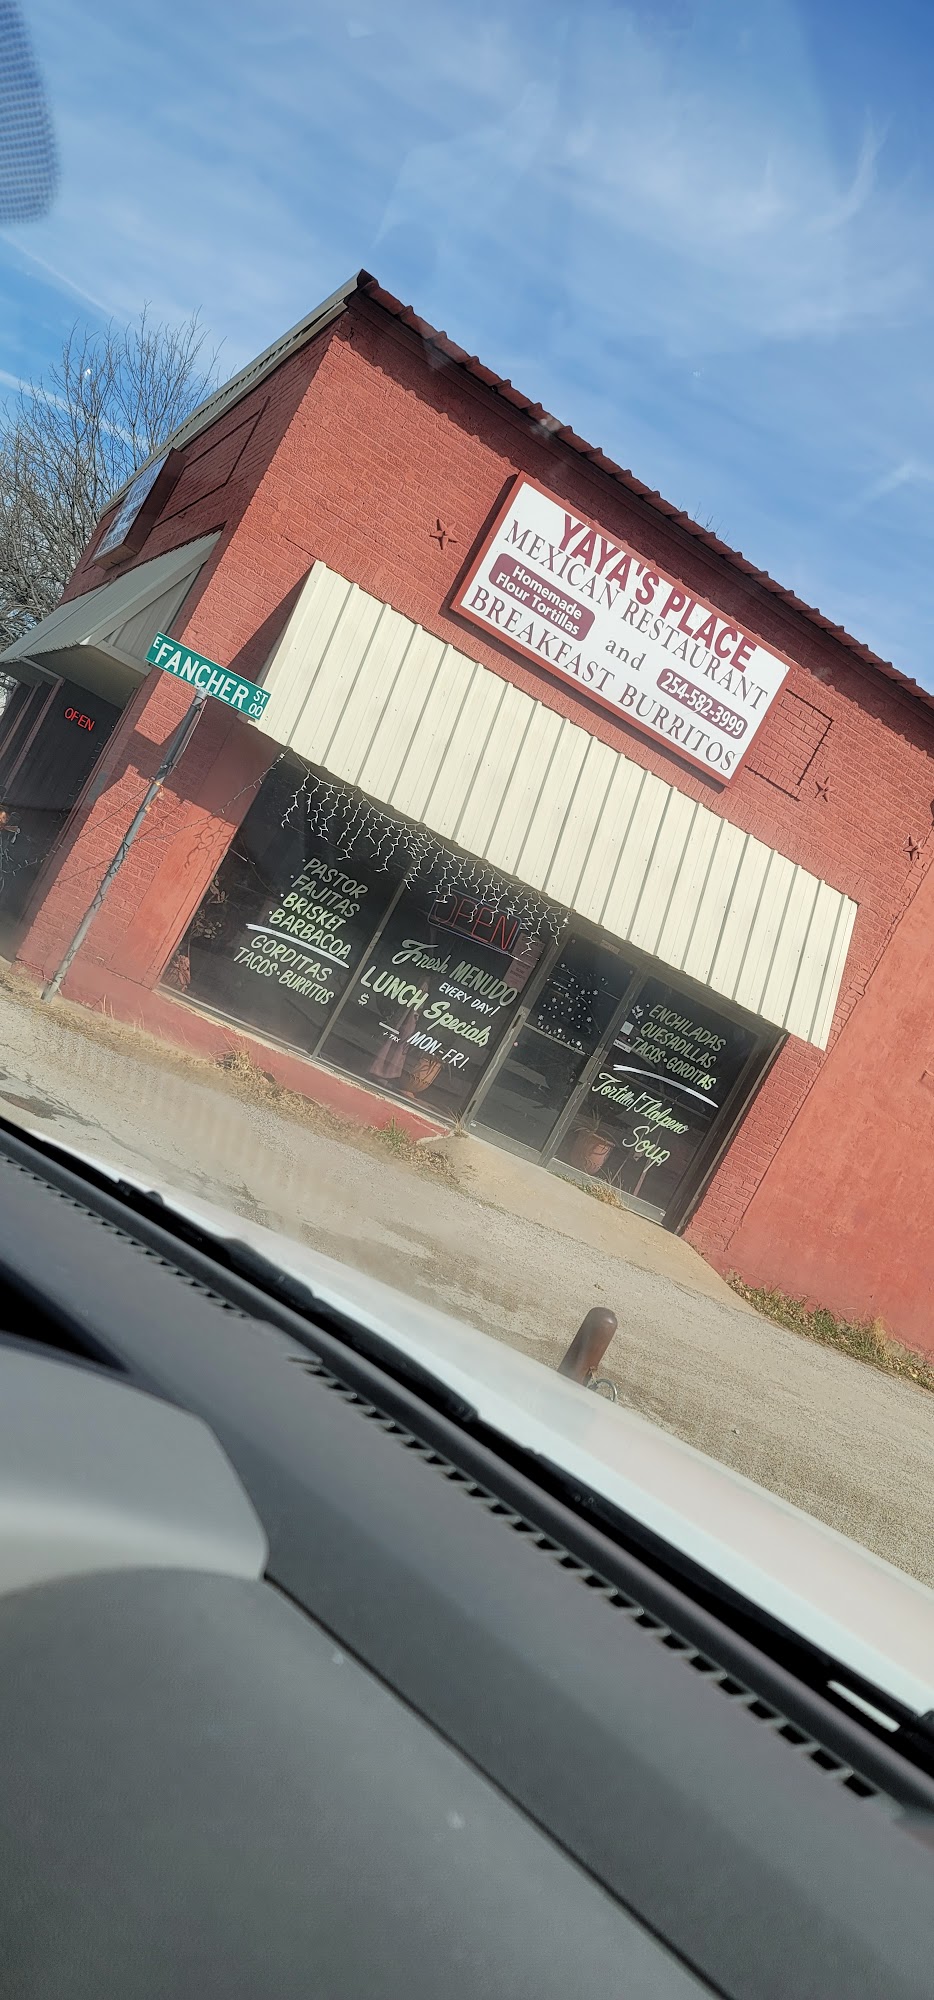 YAYA'S PLACE
MEXICAN RESTAURANT
Homemade
Flour Tortillas
and
254-582-3999
BREAKFAST BURRITOS
E FANCHER ST
00
OPEN
·PASTOR
·FAJITAS
·BRISKET
·BARBACOA
GORDITAS
TACOS·BURRITOS
OPEN
Fresh MENUDO
EVERY DAY!
LUNCH Specials
$
MON.-FRI.
ENCHILADAS
QUESADILLAS
TACOS·GORDITAS
Tortilla/Tlalpeno
Soup